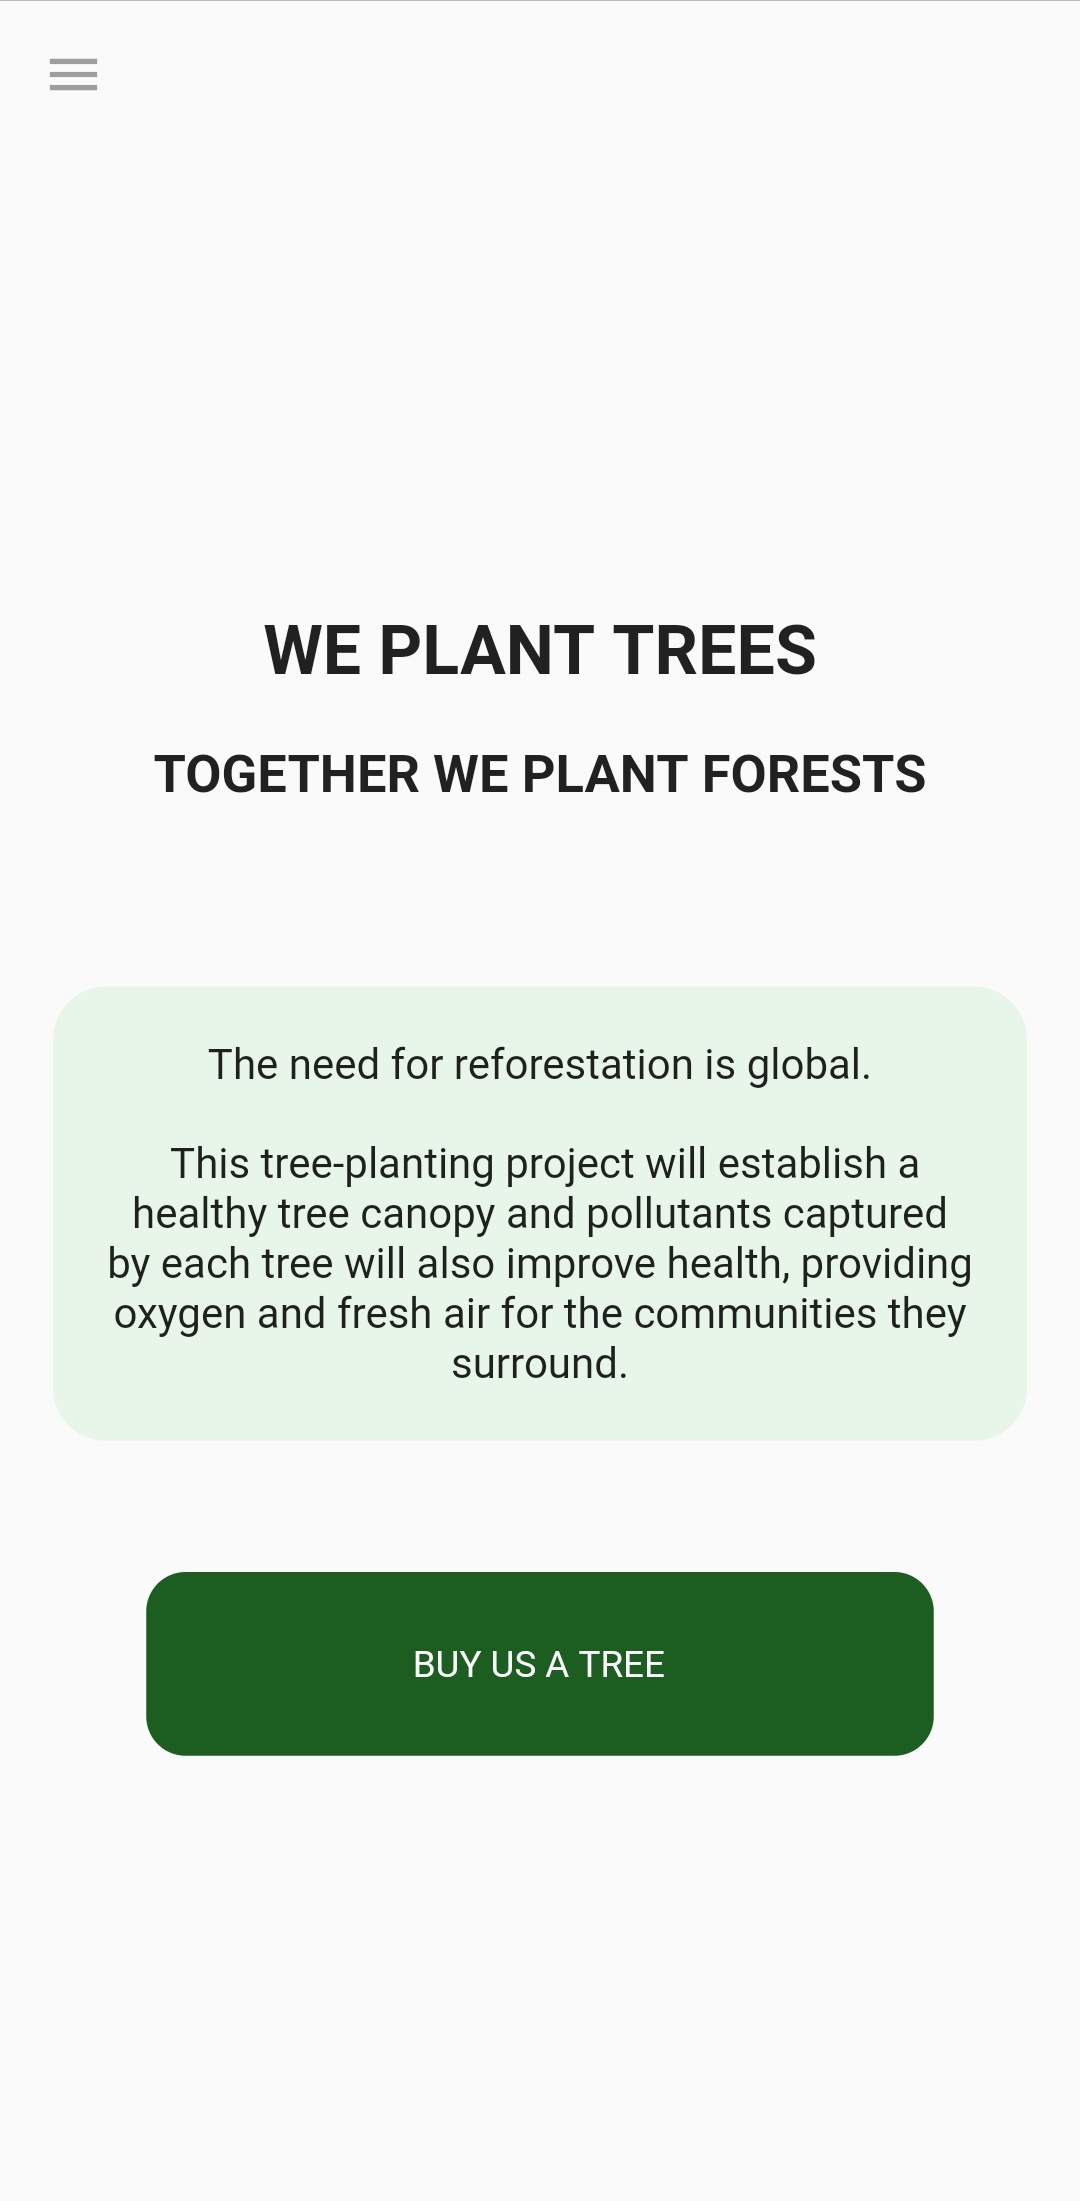 WE PLANT TREES
TOGETHER WE PLANT FORESTS
The need for reforestation is global.
This tree-planting project will establish a
healthy tree canopy and pollutants captured
by each tree will also improve health, providing
oxygen and fresh air for the communities they
surround.
BUY US A TREE